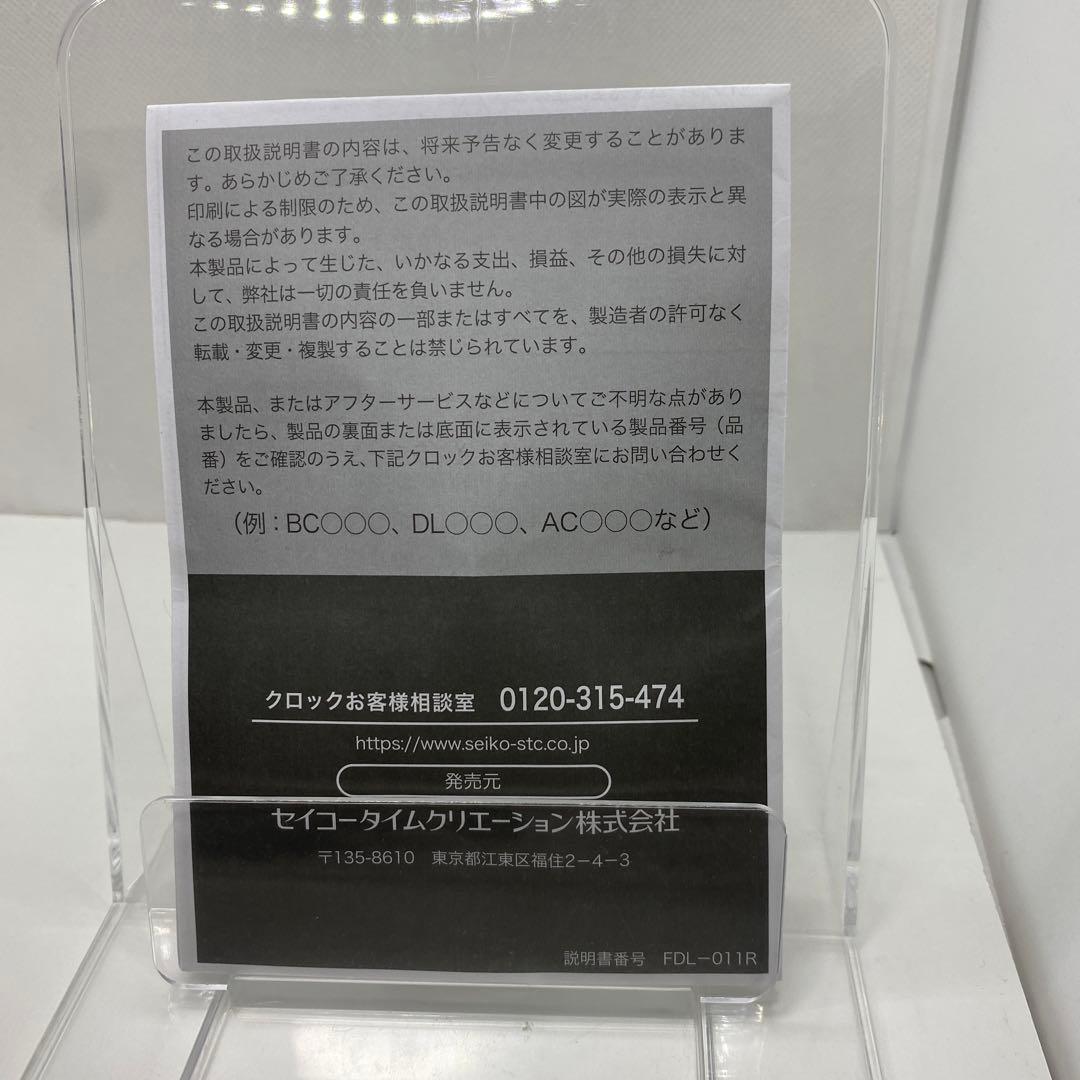 この取扱説明書の内容は、将来予告なく変更することがありま
す。あらかじめご了承ください。
印刷による制限のため、この取扱説明書中の図が実際の表示と異
なる場合があります。
本製品によって生じた、いかなる支出、損益、その他の損失に対
して、弊社は一切の責任を負いません。
この取扱説明書の内容の一部またはすべてを、製造者の許可なく
転載・変更・複製することは禁じられています。
本製品、またはアフターサービスなどについてご不明な点があり
ましたら、製品の裏面または底面に表示されている製品番号（品
番）をご確認のうえ、下記クロックお客様相談室にお問い合わせく
ださい。
（例：BC○○○、DL○○○、AC○○○など）
クロックお客様相談室 0120-315-474
https://www.seiko-stc.co.jp
発売元
セイコータイムクリエーション株式会社
〒135-8610 東京都江東区福住2−4−3
説明書番号 FDL−011R